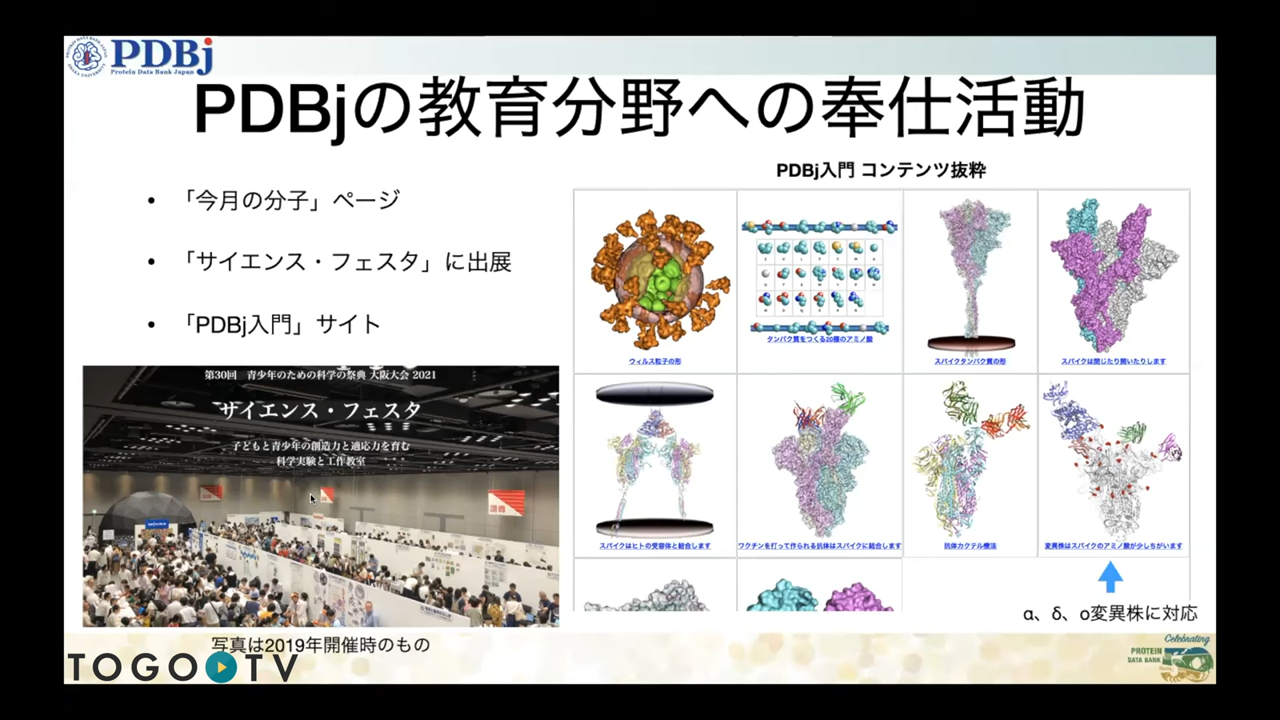 PDBj
Protein Data Bank Japan
PDBjの教育分野への奉仕活動
• 「今月の分子」ページ
• 「サイエンス・フェスタ」に出展
• 「PDBj入門」サイト
第30回 青少年のための科学の祭典 大阪大会 2021
サイエンス・フェスタ
子どもと青少年の創造力と適応力を育む
科学実験と工作教室
写真は2019年開催時のもの
PDBj入門 コンテンツ抜粋
ウィルス粒子の形
タンパク質をつくる20種のアミノ酸
スパイクタンパク質の形
スパイクは閉じたり開いたりします
スパイクはヒトの受容体と結合します
ワクチンを打って作られる抗体はスパイクに結合します
抗体カクテル療法
変異株はスパイクのアミノ酸が少しちがいます
α、δ、ο変異株に対応
TOGO TV
Celebrating
PROTEIN
DATA BANK